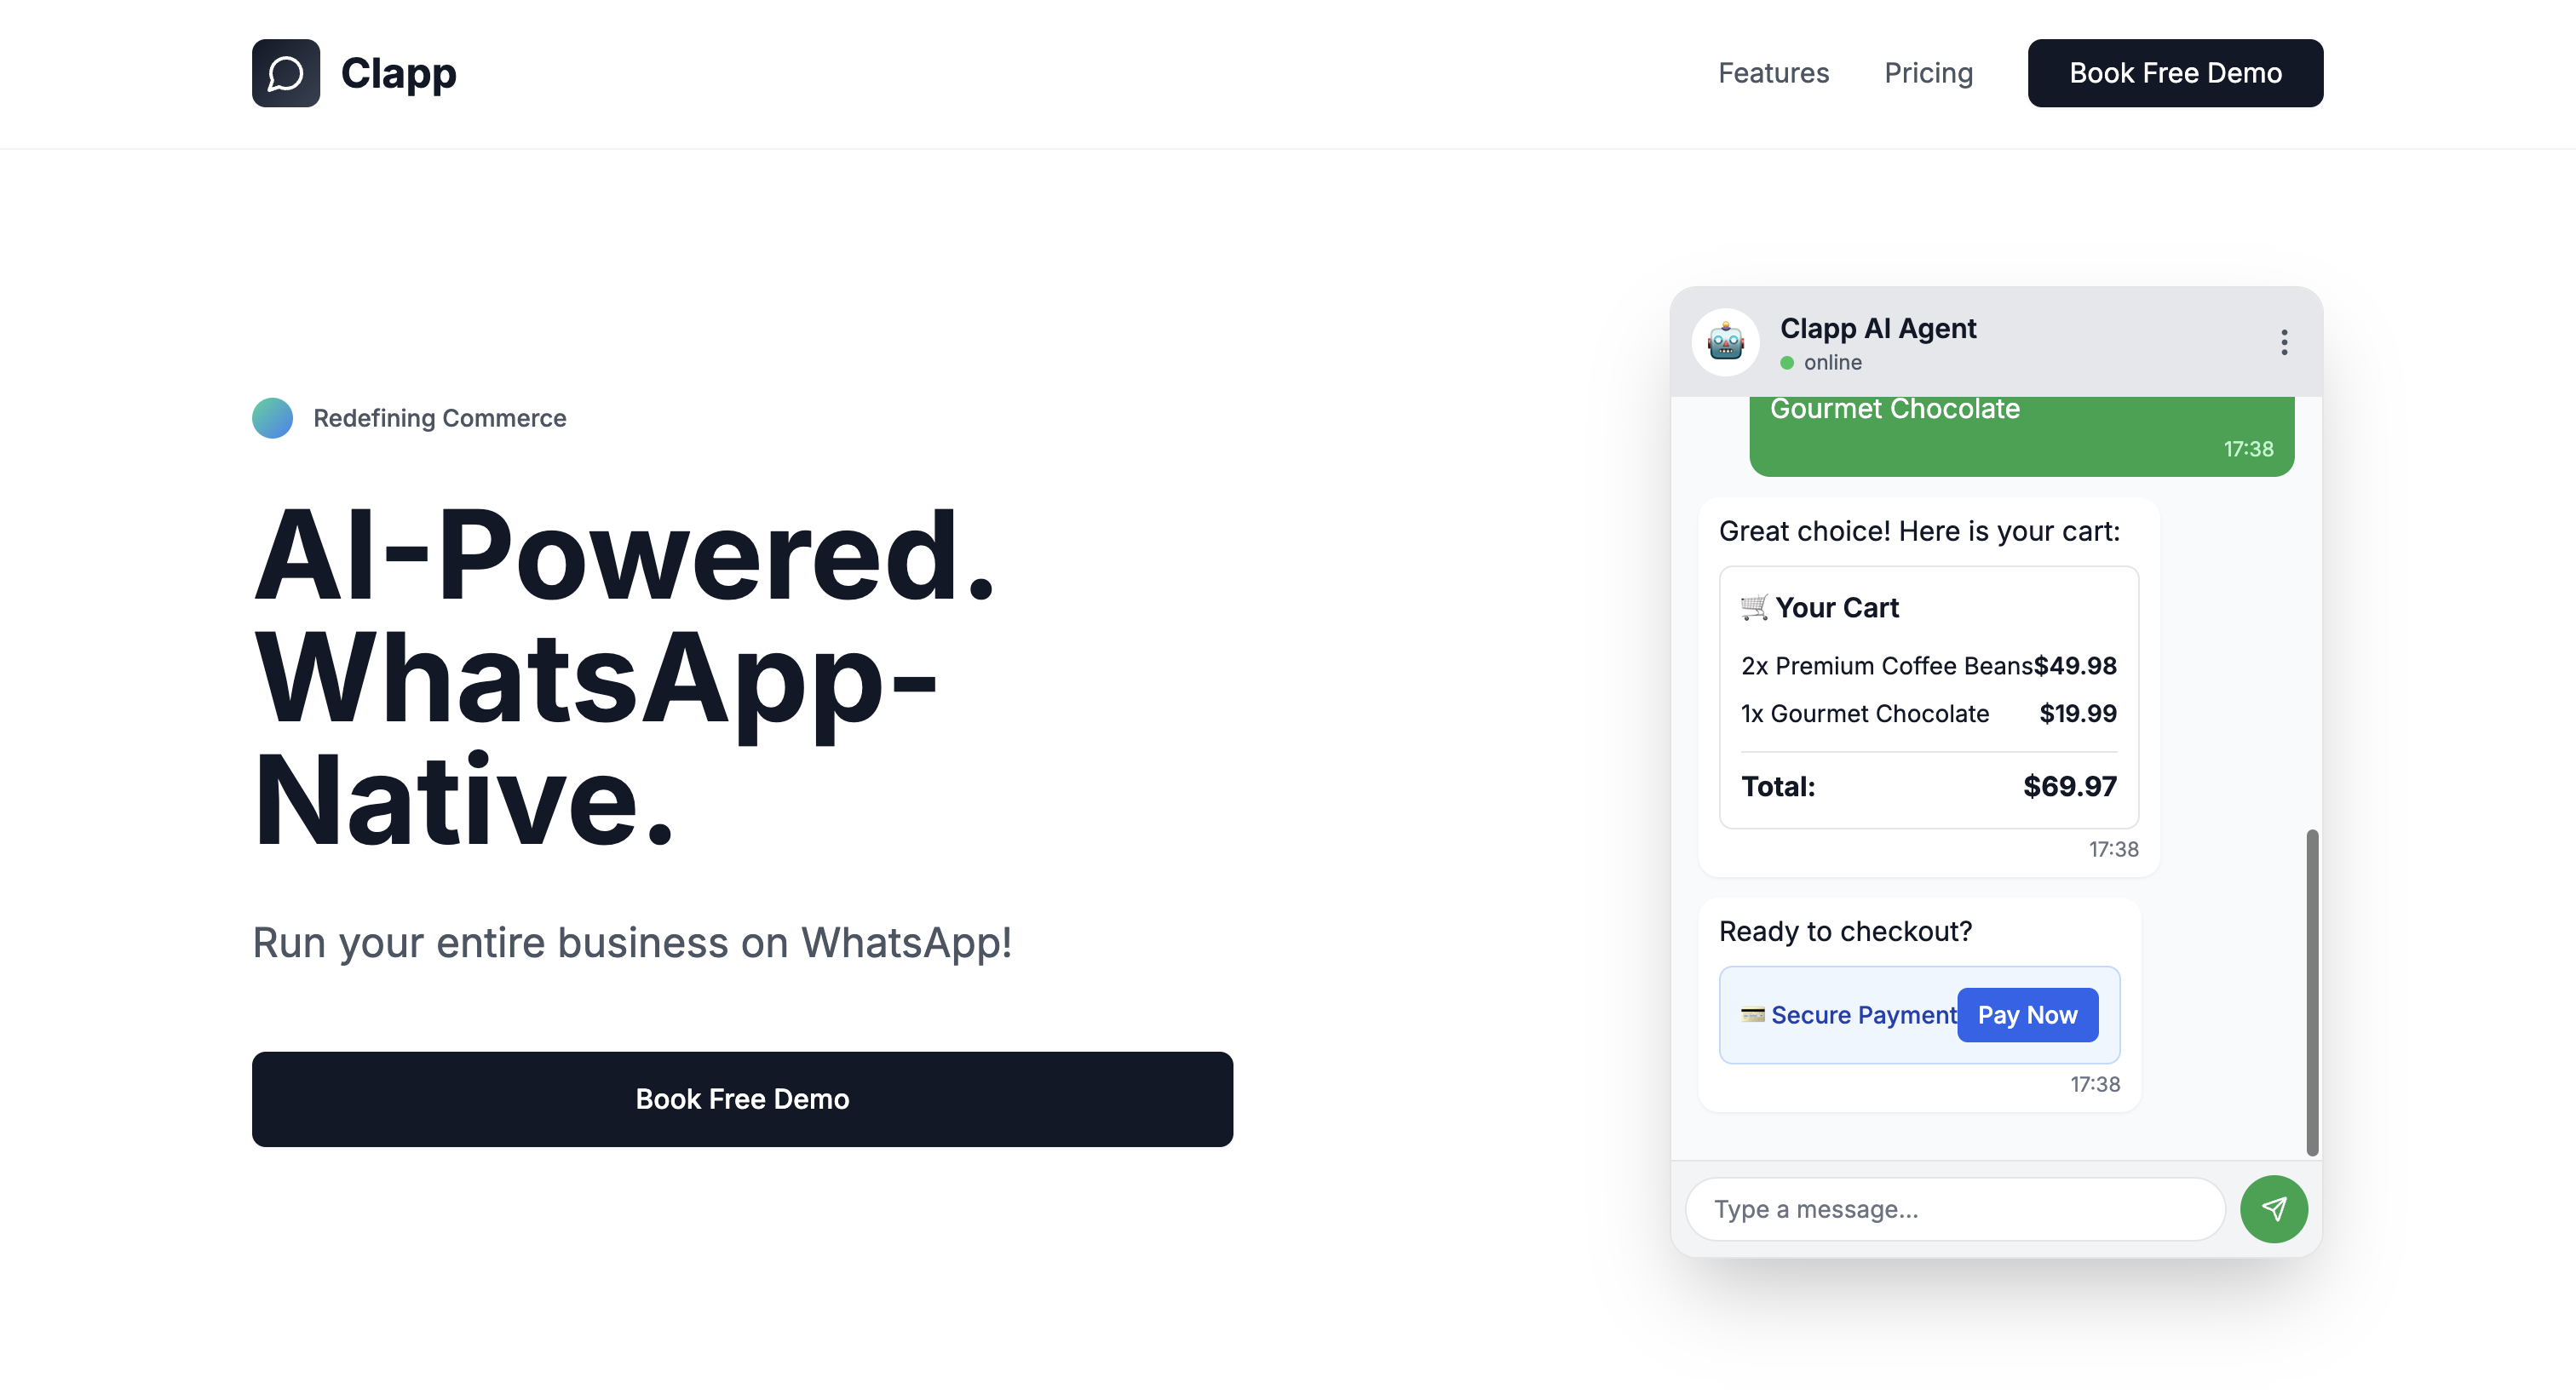 Clapp
Features
Pricing
Book Free Demo
Redefining Commerce
AI-Powered.
WhatsApp-
Native.
Run your entire business on WhatsApp!
Book Free Demo
Clapp AI Agent
online
Gourmet Chocolate
17:38
Great choice! Here is your cart:
Your Cart
2x Premium Coffee Beans $49.98
1x Gourmet Chocolate $19.99
Total: $69.97
17:38
Ready to checkout?
Secure Payment Pay Now
17:38
Type a message...